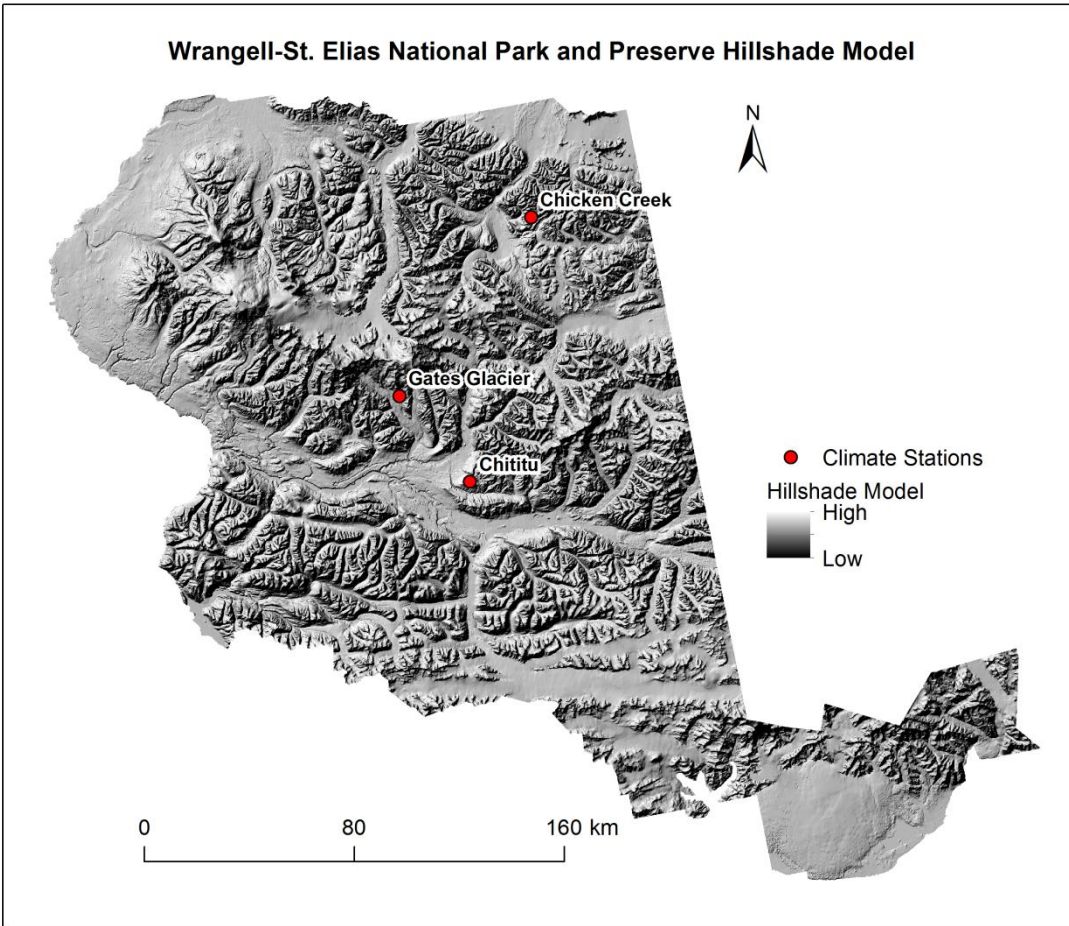 Wrangell-St. Elias National Park and Preserve Hillshade Model
N
Chicken Creek
Gates Glacier
Chititu
Climate Stations
Hillshade Model
High
Low
0 80 160 km